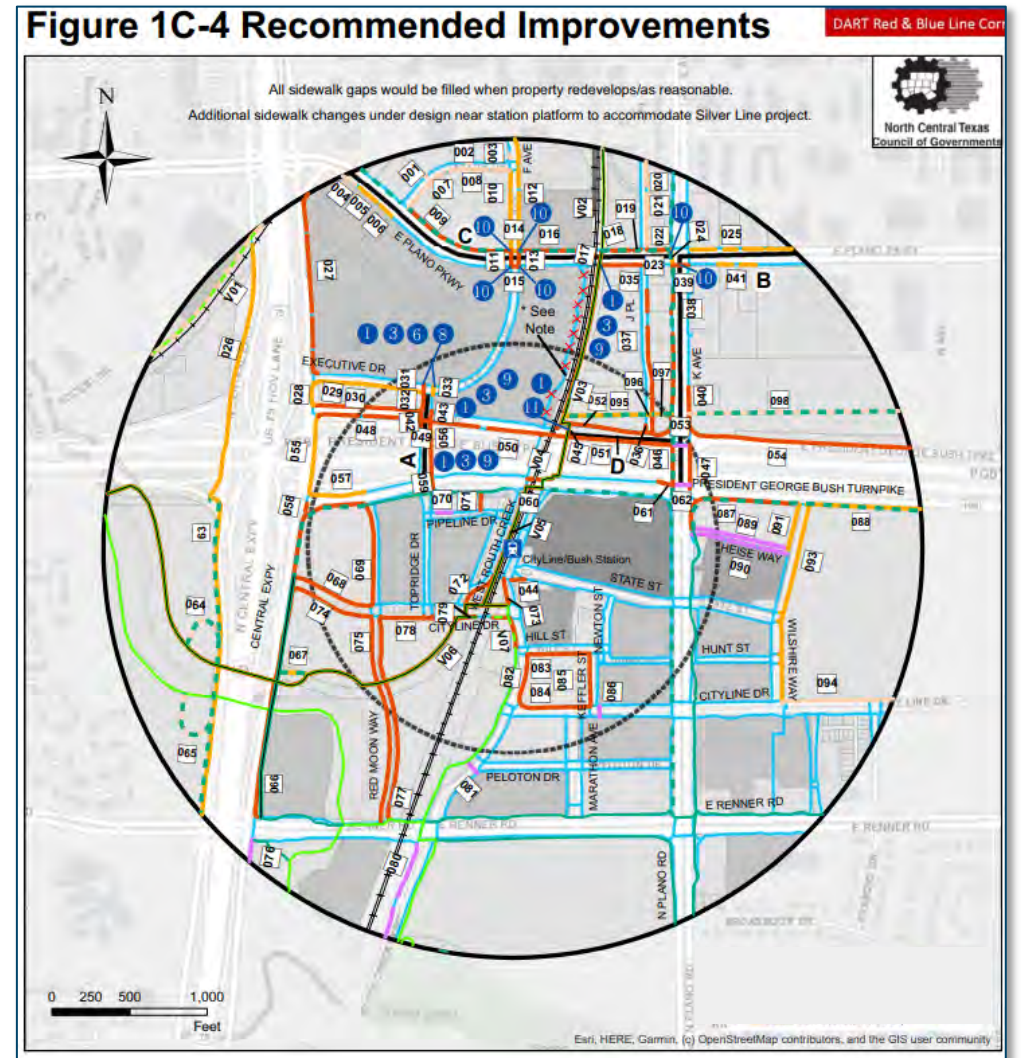 Figure 1C-4 Recommended Improvements
DART Red & Blue Line Cor
All sidewalk gaps would be filled when property redevelops/as reasonable.
Additional sidewalk changes under design near station platform to accommodate Silver Line project.
North Central Texas
Council of Governments
N
001
002
003
F AVE
004
005
006
007
008
009
010
012
V02
019
020
021
022
024
025
E PLANO PKWY
C
10
10
014
016
018
10
E PLANO PKWY
011
013
017
015
023
10
041
B
039
10
10
035
038
027
V01
026
* See
Note
1
3
9
J PL
037
K AVE
1
3
6
8
EXECUTIVE DR
9
3
1
1
11
V03
096
097
040
028
029
030
031
032
033
042
043
052
095
098
048
049
056
050
045
051
D
036
046
053
054
055
A
1
3
9
V04
047
057
058
059
PRESIDENT GEORGE BUSH TURNPIKE
070
071
060
061
062
PIPELINE DR
V05
087
089
091
088
HEISE WAY
090
093
63
CENTRAL EXPY
N CENTRAL EXPY
US 75 HOV LANE
069
068
074
TOPRIDGE DR
WEST ROUTH CREEK
CityLine/Bush Station
STATE ST
064
072
044
073
079
075
078
CITYLINE DR
V07
HILL ST
NEWTON ST
HUNT ST
WILSHIRE WAY
067
V06
082
083
084
085
KEFFLER ST
086
CITYLINE DR
094
065
RED MOON WAY
066
077
081
PELOTON DR
MARATHON AVE
E RENNER RD
E RENNER RD
E RENNER RD
076
080
N PLANO RD
N PLANO RD
0 250 500 1,000
Feet
Esri, HERE, Garmin, (c) OpenStreetMap contributors, and the GIS user community